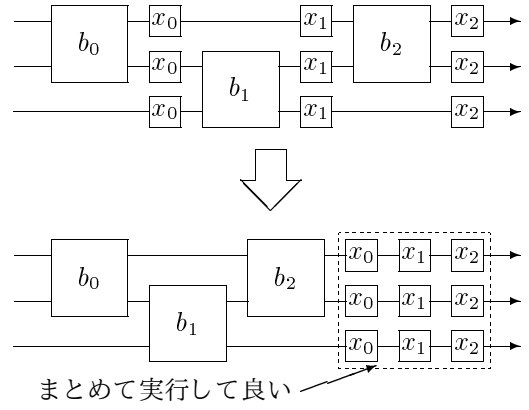 x₀ x₁ x₂
b₀ b₂
x₀ x₁ x₂
b₁
x₀ x₁ x₂
x₀ x₁ x₂
b₀ b₂
x₀ x₁ x₂
b₁
x₀ x₁ x₂
まとめて実行して良い